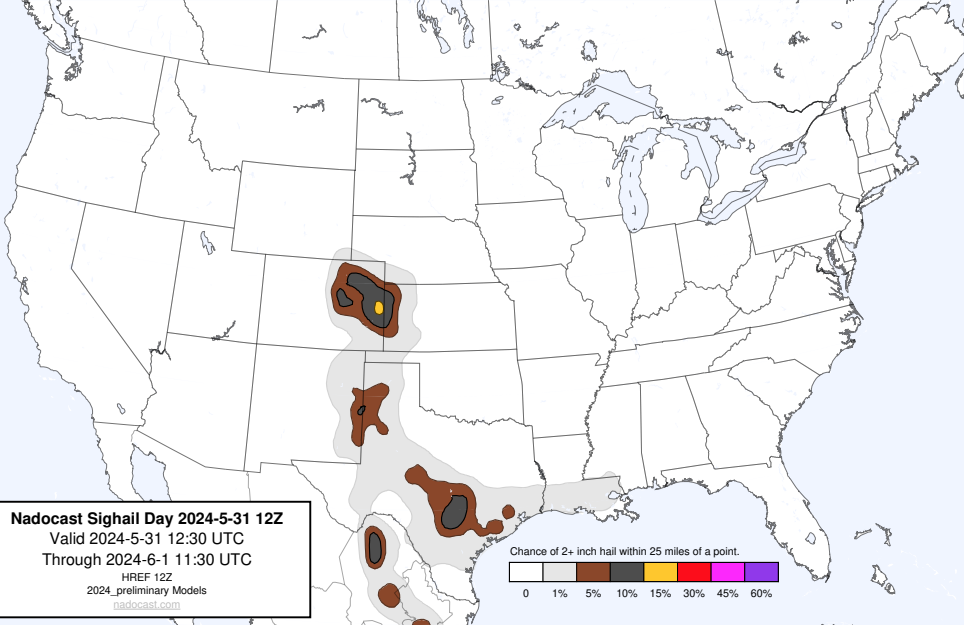 Nadocast Sighail Day 2024-5-31 12Z
Valid 2024-5-31 12:30 UTC
Through 2024-6-1 11:30 UTC
HREF 12Z
2024_preliminary Models
nadocast.com
Chance of 2+ inch hail within 25 miles of a point.
0 1% 5% 10% 15% 30% 45% 60%